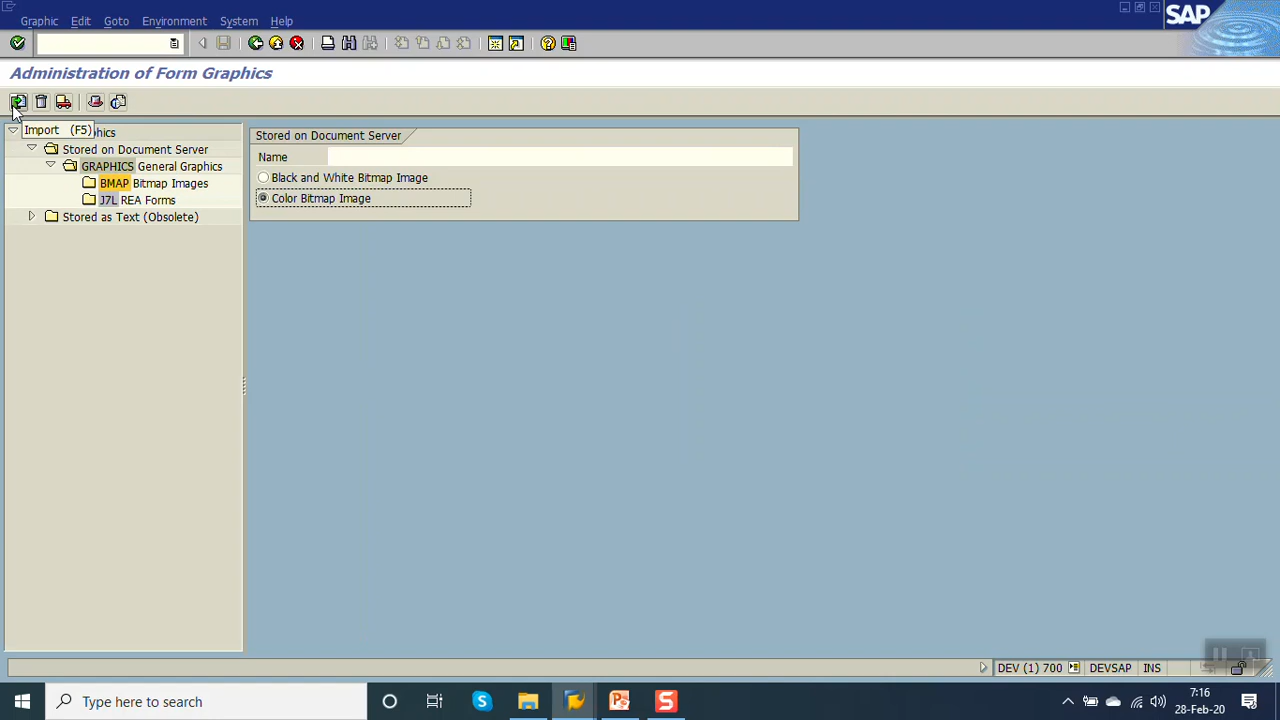 Graphic Edit Goto Environment System Help
SAP
Administration of Form Graphics
Import (F5)
phics
Stored on Document Server
GRAPHICS General Graphics
BMAP Bitmap Images
J7L REA Forms
Stored as Text (Obsolete)
Stored on Document Server
Name
Black and White Bitmap Image
Color Bitmap Image
DEV (1) 700 DEVSAP INS
Type here to search
7:16
28-Feb-20